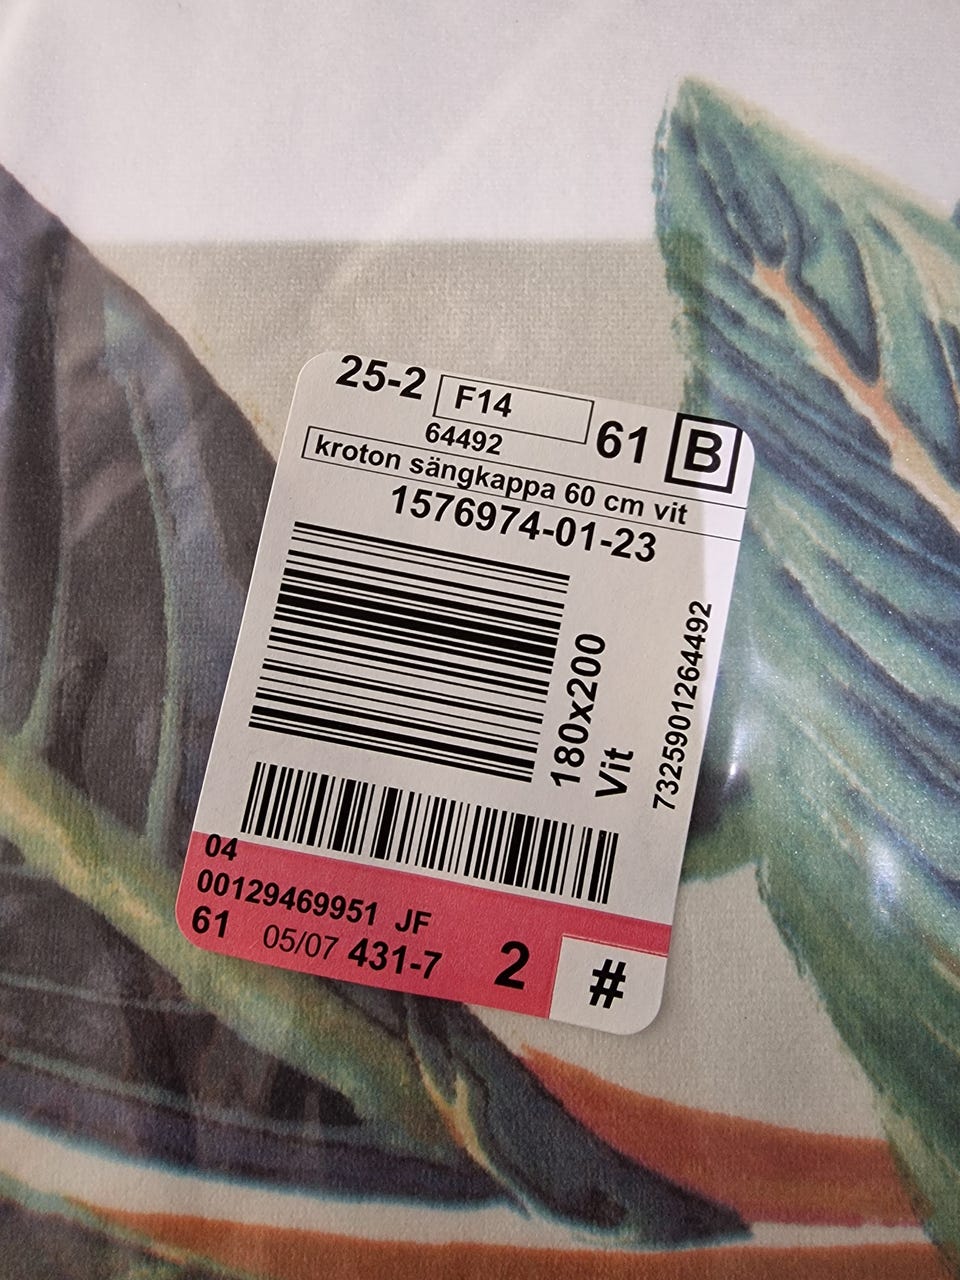 25-2 F14
64492
61 B
kroton sängkappa 60 cm vit
1576974-01-23
180x200
Vit
7325901264492
04
00129469951 JF
61 05/07 431-7 2 #